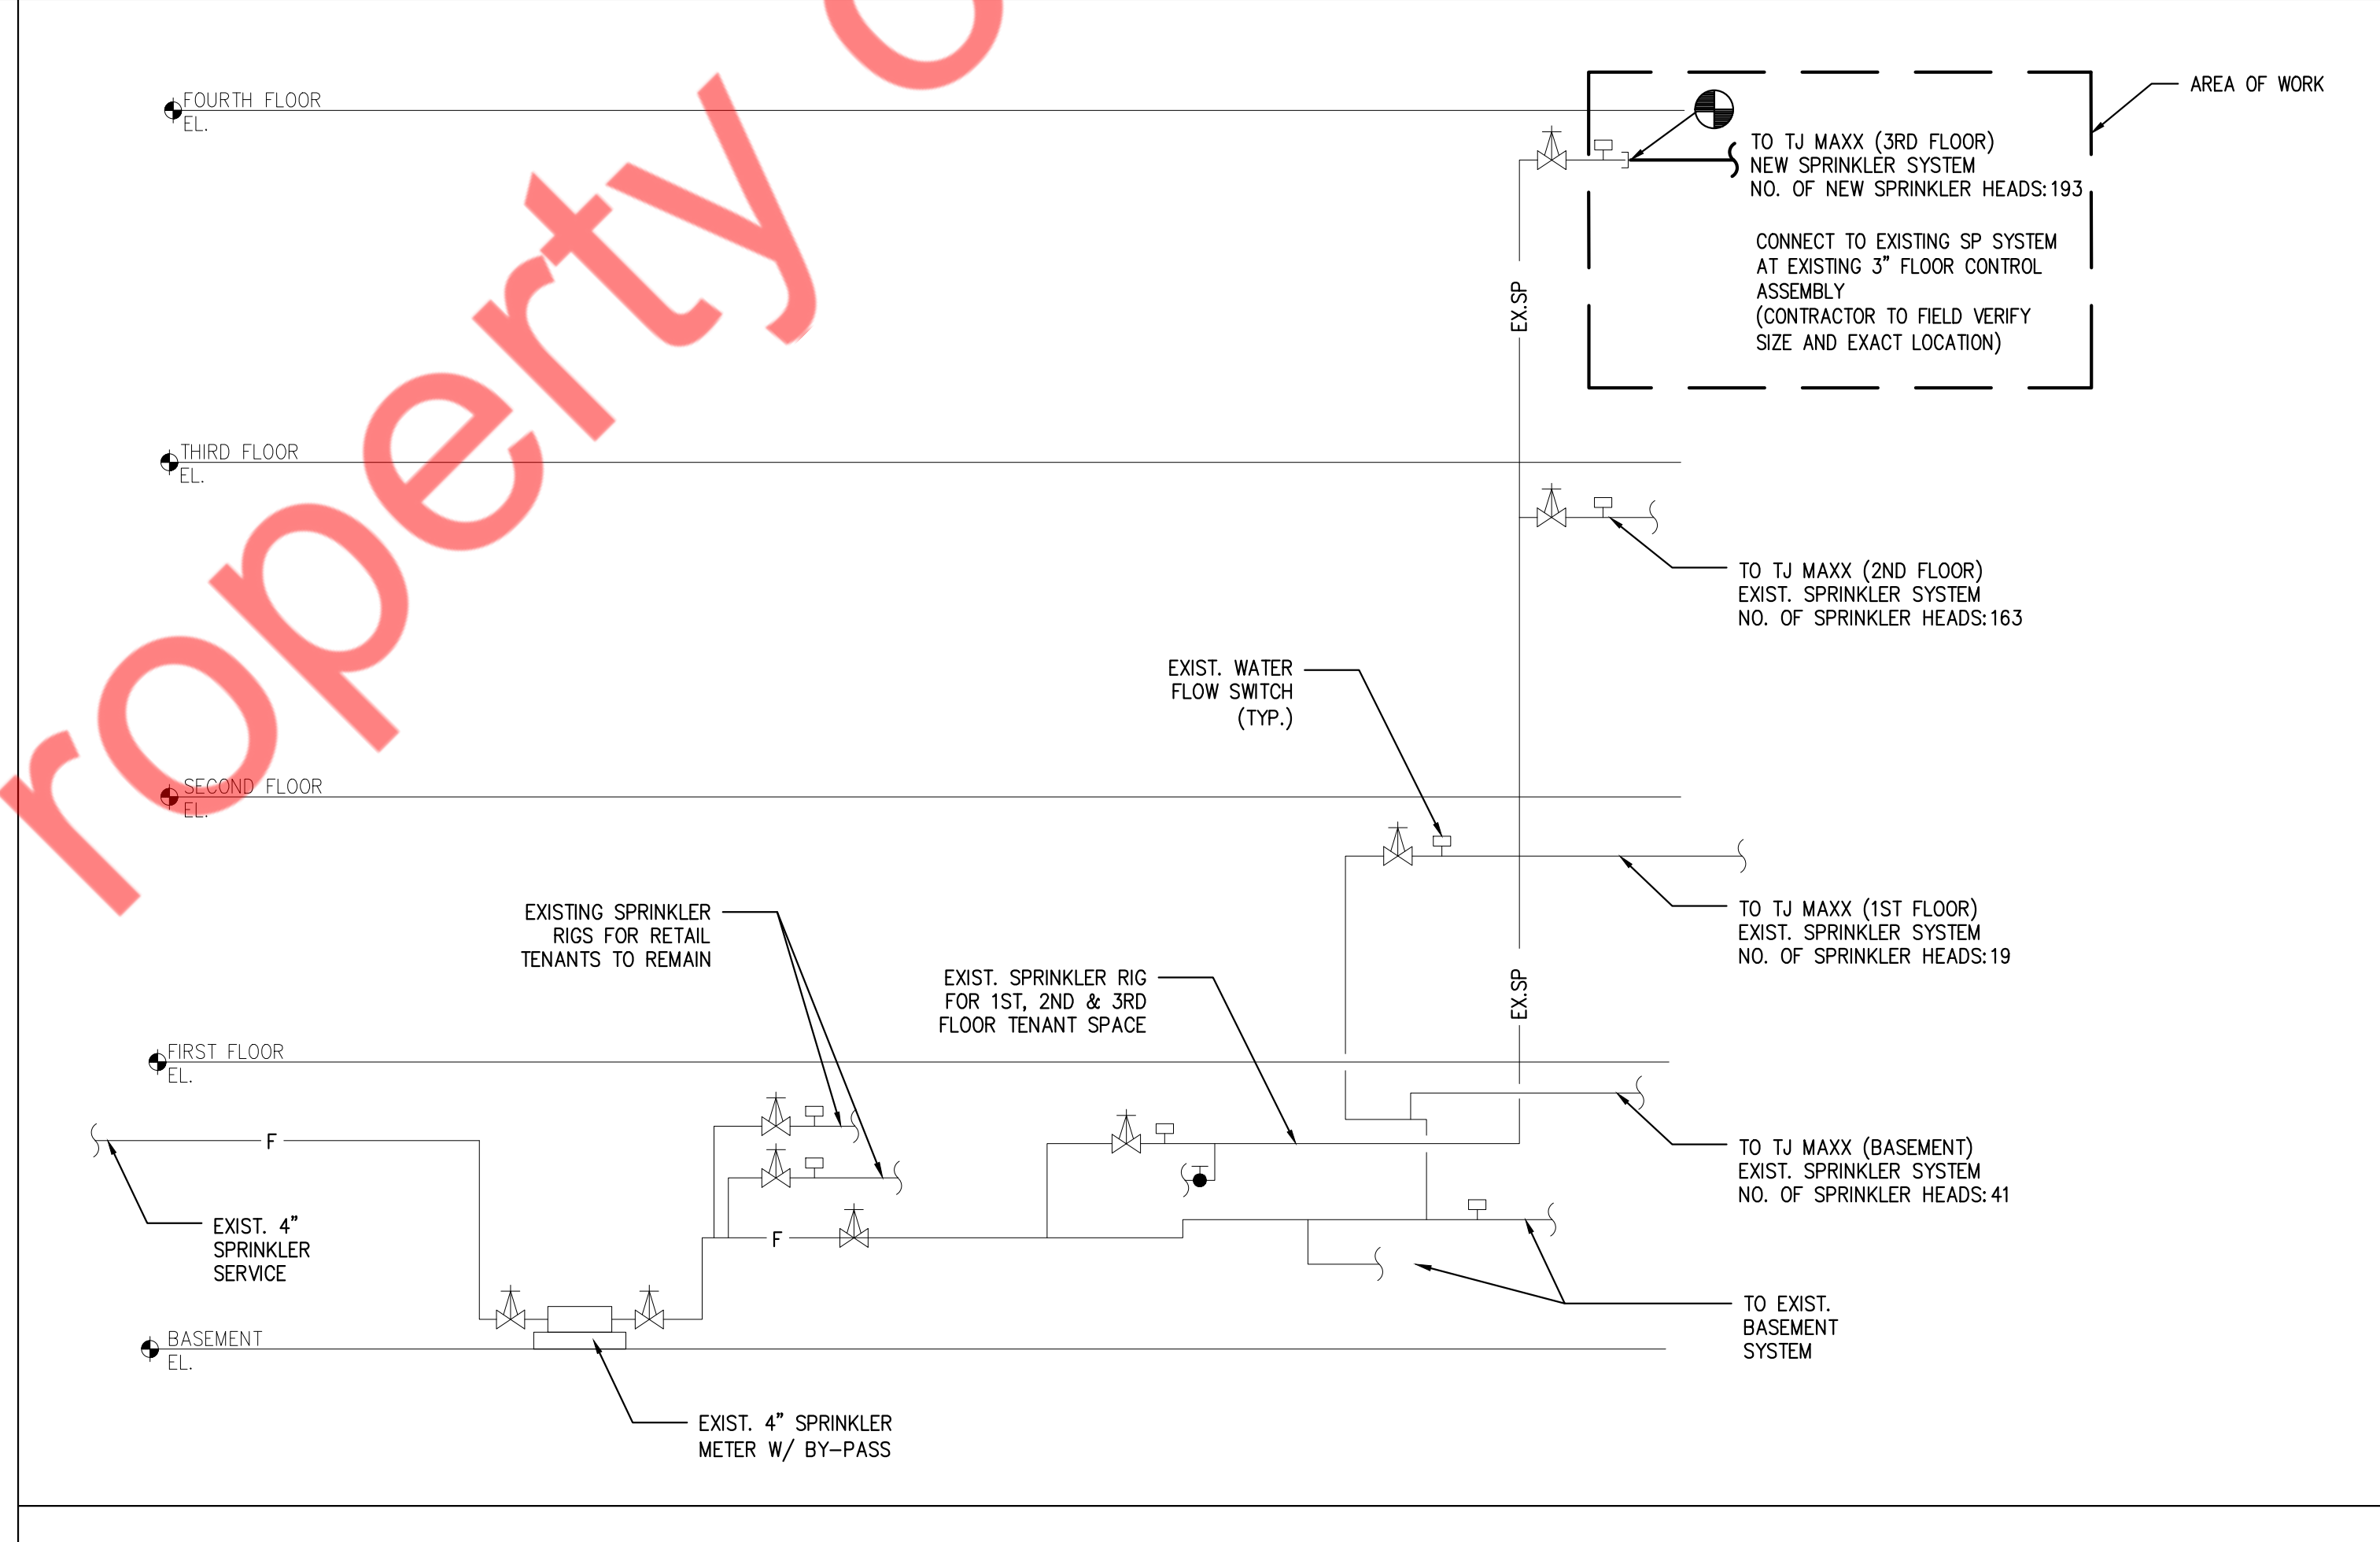 FOURTH FLOOR
EL.
AREA OF WORK
TO TJ MAXX (3RD FLOOR)
NEW SPRINKLER SYSTEM
NO. OF NEW SPRINKLER HEADS:193
CONNECT TO EXISTING SP SYSTEM
AT EXISTING 3" FLOOR CONTROL
ASSEMBLY
(CONTRACTOR TO FIELD VERIFY
SIZE AND EXACT LOCATION)
EX.SP
THIRD FLOOR
EL.
TO TJ MAXX (2ND FLOOR)
EXIST. SPRINKLER SYSTEM
NO. OF SPRINKLER HEADS:163
EXIST. WATER
FLOW SWITCH
(TYP.)
SECOND FLOOR
EL.
TO TJ MAXX (1ST FLOOR)
EXIST. SPRINKLER SYSTEM
NO. OF SPRINKLER HEADS:19
EXISTING SPRINKLER
RIGS FOR RETAIL
TENANTS TO REMAIN
EXIST. SPRINKLER RIG
FOR 1ST, 2ND & 3RD
FLOOR TENANT SPACE
EX.SP
FIRST FLOOR
EL.
F
TO TJ MAXX (BASEMENT)
EXIST. SPRINKLER SYSTEM
NO. OF SPRINKLER HEADS:41
EXIST. 4"
SPRINKLER
SERVICE
F
TO EXIST.
BASEMENT
SYSTEM
BASEMENT
EL.
EXIST. 4" SPRINKLER
METER W/ BY-PASS
roperty o